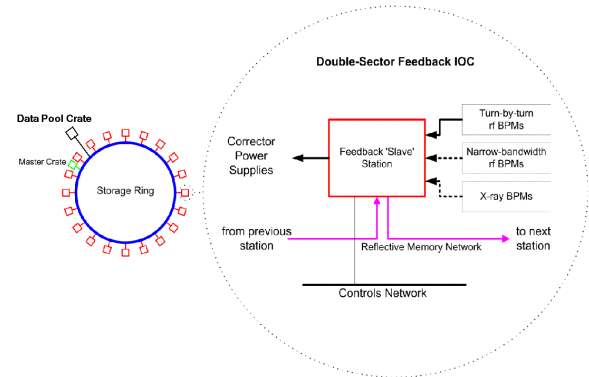 Double-Sector Feedback IOC
Data Pool Crate
Master Crate
Storage Ring
Corrector
Power
Supplies
Feedback 'Slave'
Station
Turn-by-turn
rf BPMs
Narrow-bandwidth
rf BPMs
X-ray BPMs
from previous
station
Reflective Memory Network
to next
station
Controls Network